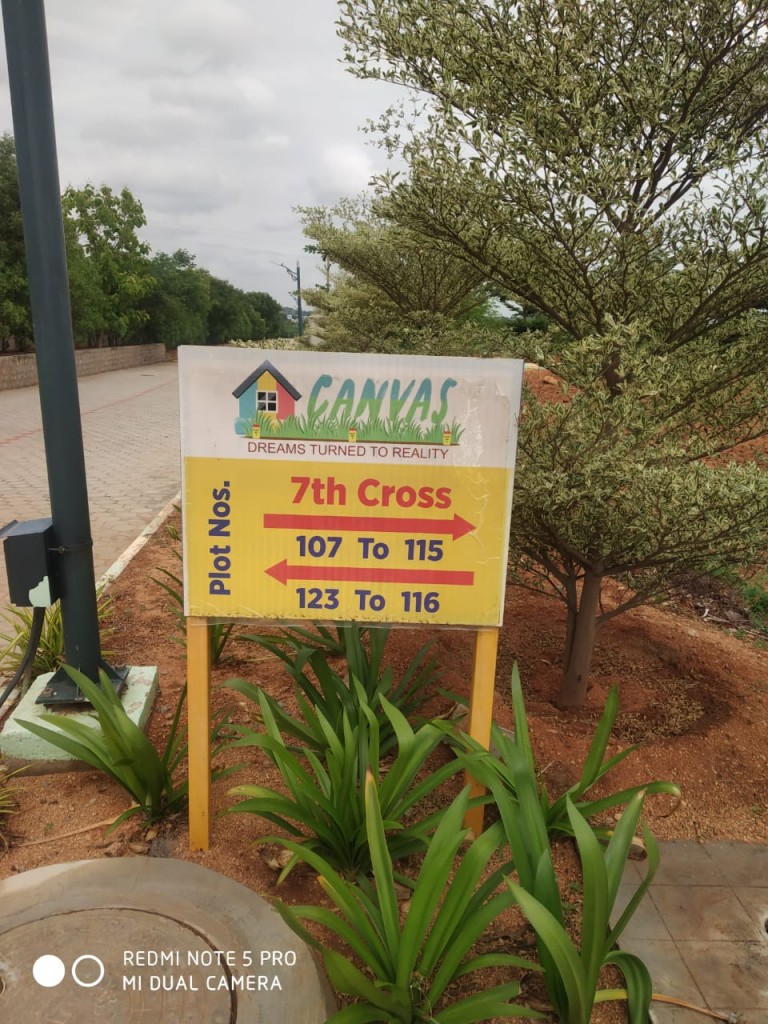 CANVAS
DREAMS TURNED TO REALITY
Plot Nos.
7th Cross
107 To 115
123 To 116
REDMI NOTE 5 PRO
MI DUAL CAMERA